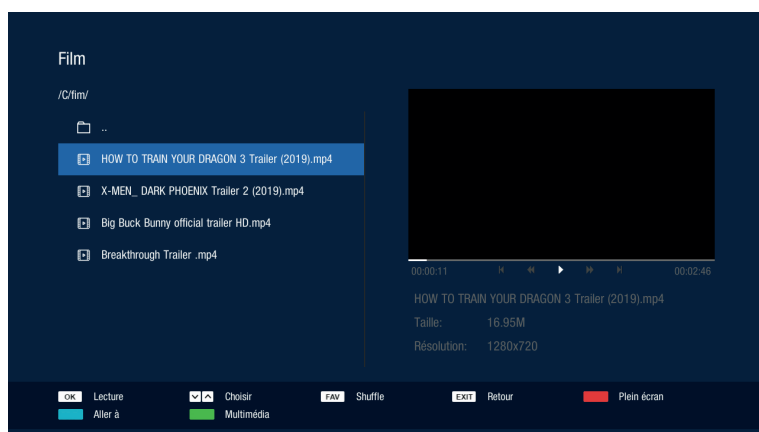 Film
/C/fim/
..
HOW TO TRAIN YOUR DRAGON 3 Trailer (2019).mp4
X-MEN_ DARK PHOENIX Trailer 2 (2019).mp4
Big Buck Bunny official trailer HD.mp4
Breakthrough Trailer .mp4
00:00:11 00:02:46
HOW TO TRAIN YOUR DRAGON 3 Trailer (2019).mp4
Taille: 16.95M
Résolution: 1280x720
OK Lecture Choisir FAV Shuffle EXIT Retour Plein écran
Aller à Multimédia